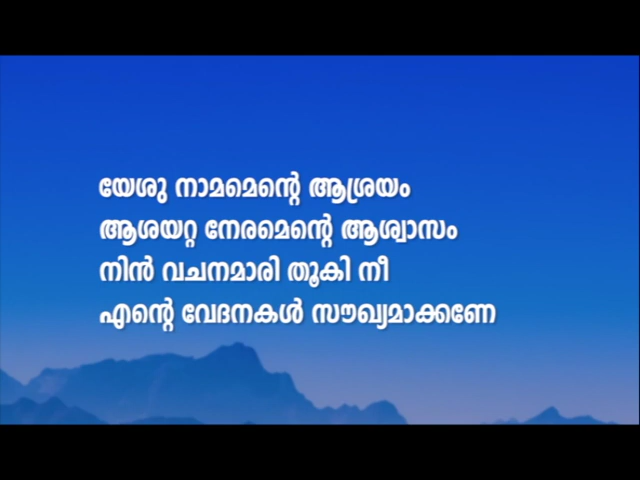 യേശു നാമമെന്റെ ആശ്രയം
ആശയറ്റ നേരമെന്റെ ആശ്വാസം
നിൻ വചനമാരി തൂകി നീ
എന്റെ വേദനകൾ സൗഖ്യമാക്കണേ